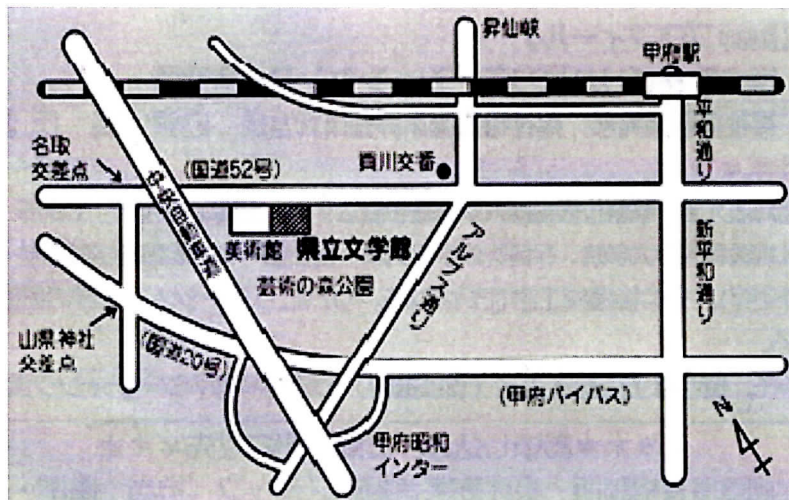 昇仙峡
甲府駅
平和通り
名取
交差点
(国道52号)
貢川交番
中央自動車道
美術館 県立文学館
芸術の森公園
アルプス通り
新平和通り
山県神社
交差点
(国道20号)
(甲府バイパス)
甲府昭和
インター
N